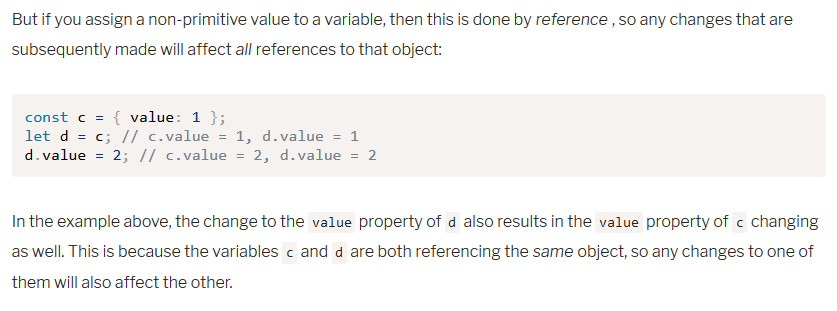 But if you assign a non-primitive value to a variable, then this is done by reference , so any changes that are
subsequently made will affect all references to that object:
const c = { value: 1 };
let d = c; // c.value = 1, d.value = 1
d.value = 2; // c.value = 2, d.value = 2
In the example above, the change to the value property of d also results in the value property of c changing
as well. This is because the variables c and d are both referencing the same object, so any changes to one of
them will also affect the other.